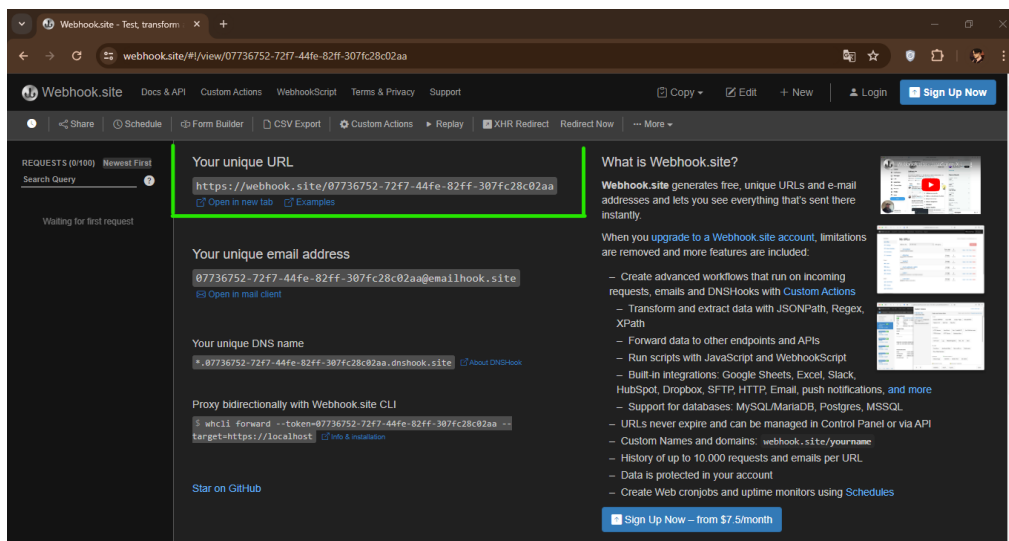 Webhook.site - Test, transform
webhook.site/#!/view/07736752-72f7-44fe-82ff-307fc28c02aa
Webhook.site Docs & API Custom Actions WebhookScript Terms & Privacy Support Copy Edit + New Login Sign Up Now
Share Schedule Form Builder CSV Export Custom Actions Replay XHR Redirect Redirect Now ... More
REQUESTS (0/100) Newest First
Search Query ?
Waiting for first request
Your unique URL
https://webhook.site/07736752-72f7-44fe-82ff-307fc28c02aa
Open in new tab Examples
Your unique email address
07736752-72f7-44fe-82ff-307fc28c02aa@emailhook.site
Open in mail client
Your unique DNS name
*.07736752-72f7-44fe-82ff-307fc28c02aa.dnshook.site About DNSHook
Proxy bidirectionally with Webhook.site CLI
$ whcli forward --token=07736752-72f7-44fe-82ff-307fc28c02aa --
target=https://localhost Info & installation
Star on GitHub
What is Webhook.site?
Webhook.site generates free, unique URLs and e-mail
addresses and lets you see everything that's sent there
instantly.
When you upgrade to a Webhook.site account, limitations
are removed and more features are included:
– Create advanced workflows that run on incoming
requests, emails and DNSHooks with Custom Actions
– Transform and extract data with JSONPath, Regex,
XPath
– Forward data to other endpoints and APIs
– Run scripts with JavaScript and WebhookScript
– Built-in integrations: Google Sheets, Excel, Slack,
HubSpot, Dropbox, SFTP, HTTP, Email, push notifications, and more
– Support for databases: MySQL/MariaDB, Postgres, MSSQL
– URLs never expire and can be managed in Control Panel or via API
– Custom Names and domains: webhook.site/yourname
– History of up to 10.000 requests and emails per URL
– Data is protected in your account
– Create Web cronjobs and uptime monitors using Schedules
Sign Up Now – from $7.5/month